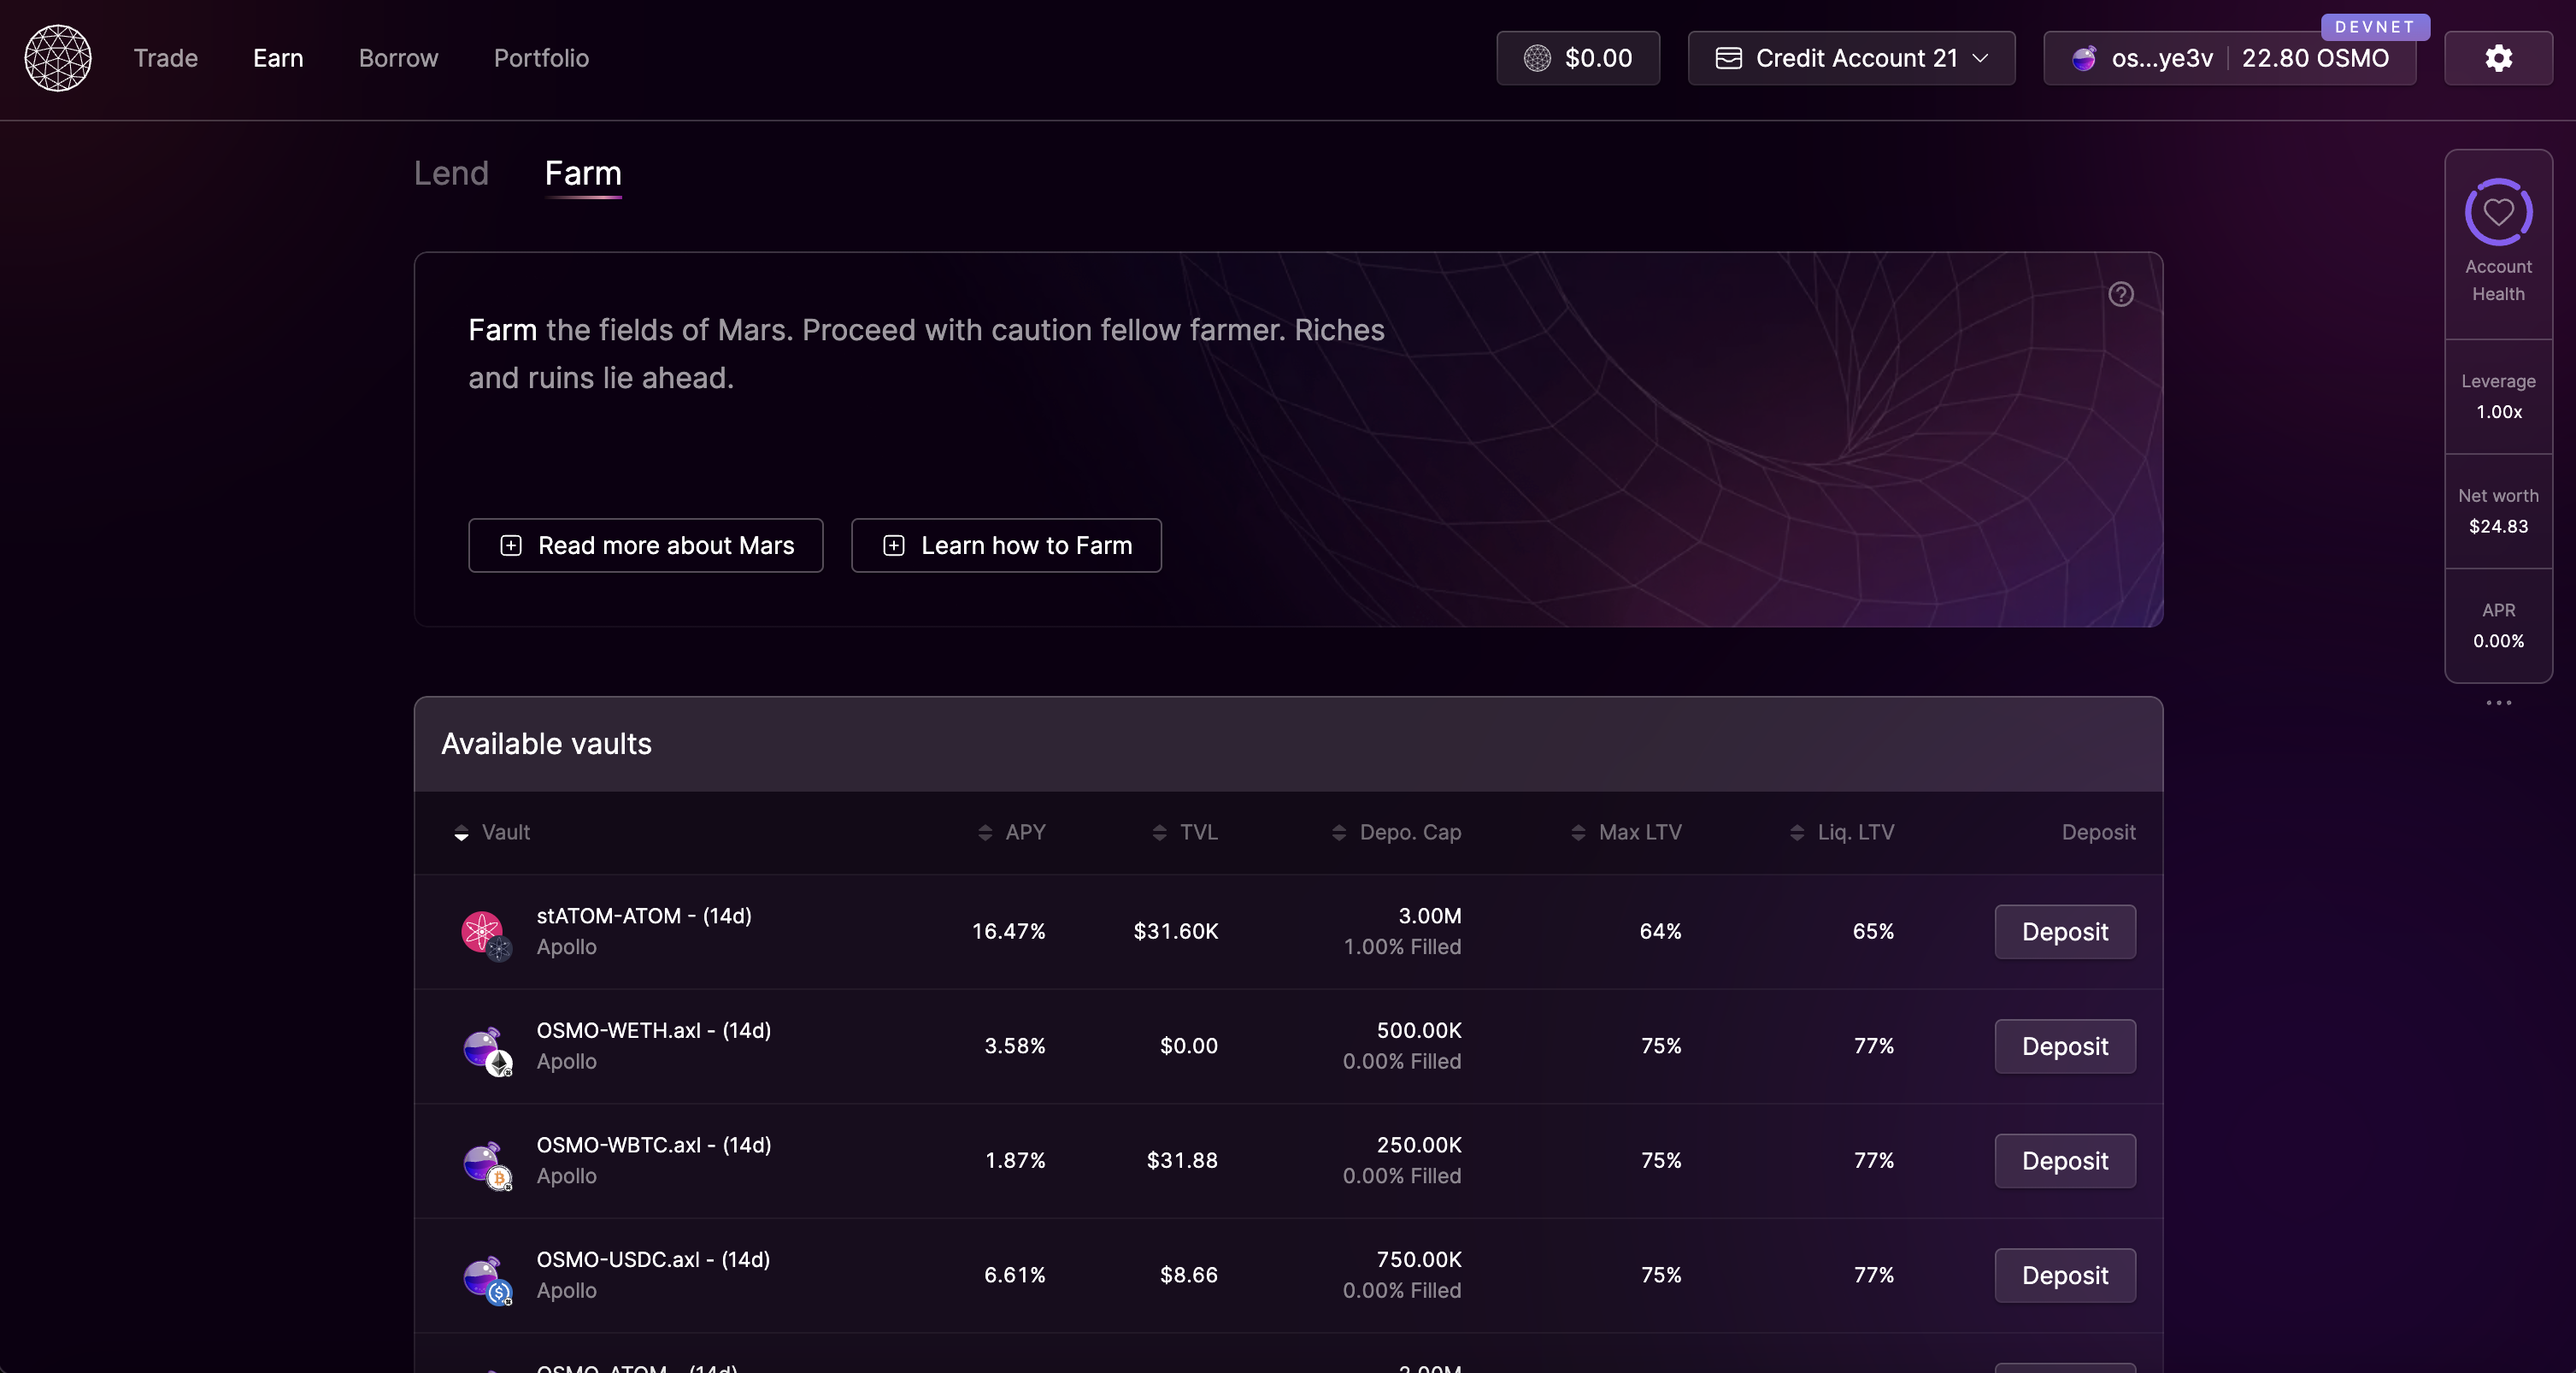 DEVNET
Trade Earn Borrow Portfolio $0.00 Credit Account 21 os...ye3v 22.80 OSMO
Lend Farm
Farm the fields of Mars. Proceed with caution fellow farmer. Riches
and ruins lie ahead.
Read more about Mars Learn how to Farm
Account
Health
Leverage
1.00x
Net worth
$24.83
APR
0.00%
Available vaults
Vault APY TVL Depo. Cap Max LTV Liq. LTV Deposit
stATOM-ATOM - (14d) 16.47% $31.60K 3.00M 64% 65% Deposit
Apollo 1.00% Filled
OSMO-WETH.axl - (14d) 3.58% $0.00 500.00K 75% 77% Deposit
Apollo 0.00% Filled
OSMO-WBTC.axl - (14d) 1.87% $31.88 250.00K 75% 77% Deposit
Apollo 0.00% Filled
OSMO-USDC.axl - (14d) 6.61% $8.66 750.00K 75% 77% Deposit
Apollo 0.00% Filled
OSMO-ATOM - (14d)